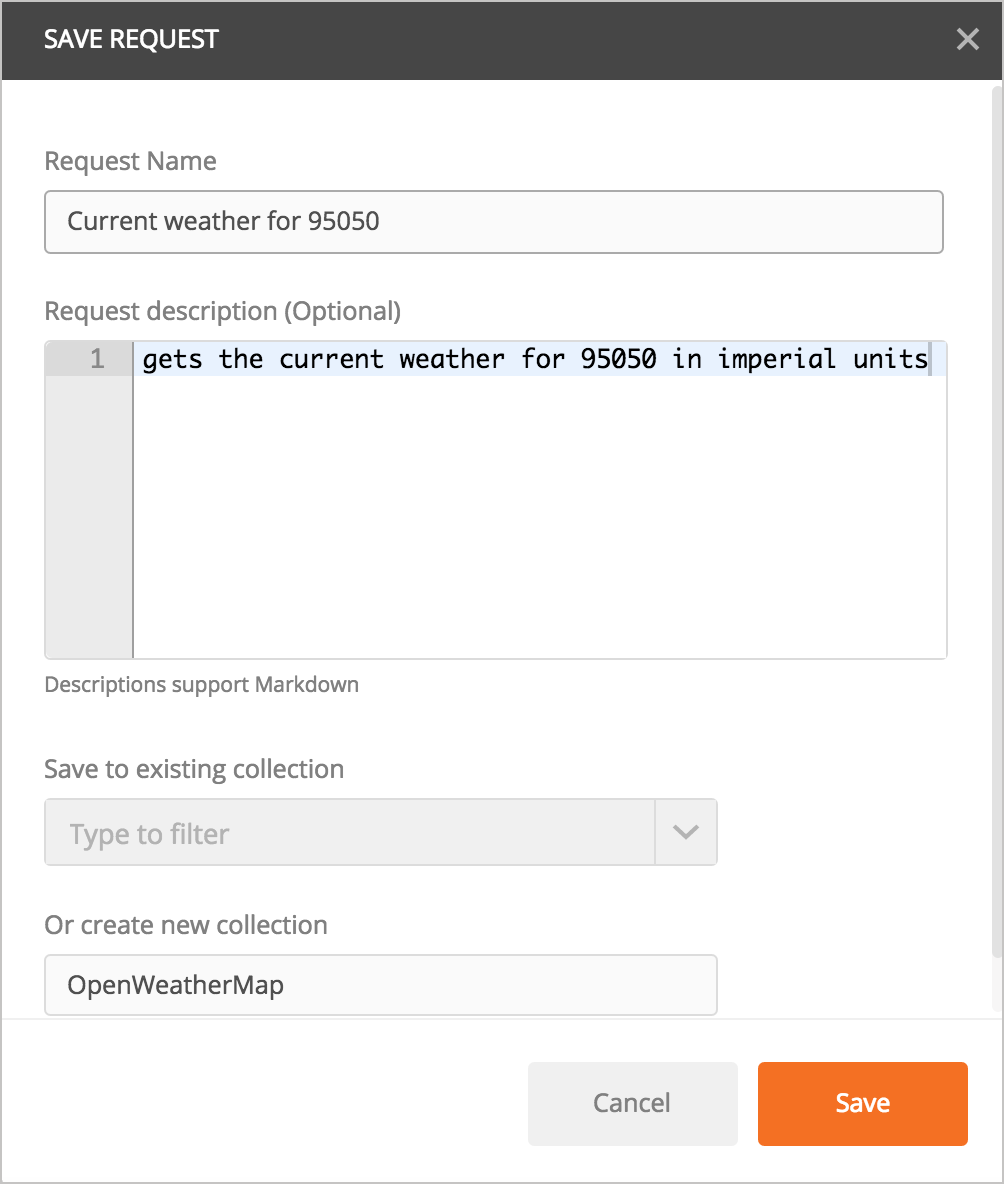 SAVE REQUEST
Request Name
Current weather for 95050
Request description (Optional)
1 gets the current weather for 95050 in imperial units
Descriptions support Markdown
Save to existing collection
Type to filter
Or create new collection
OpenWeatherMap
Cancel Save